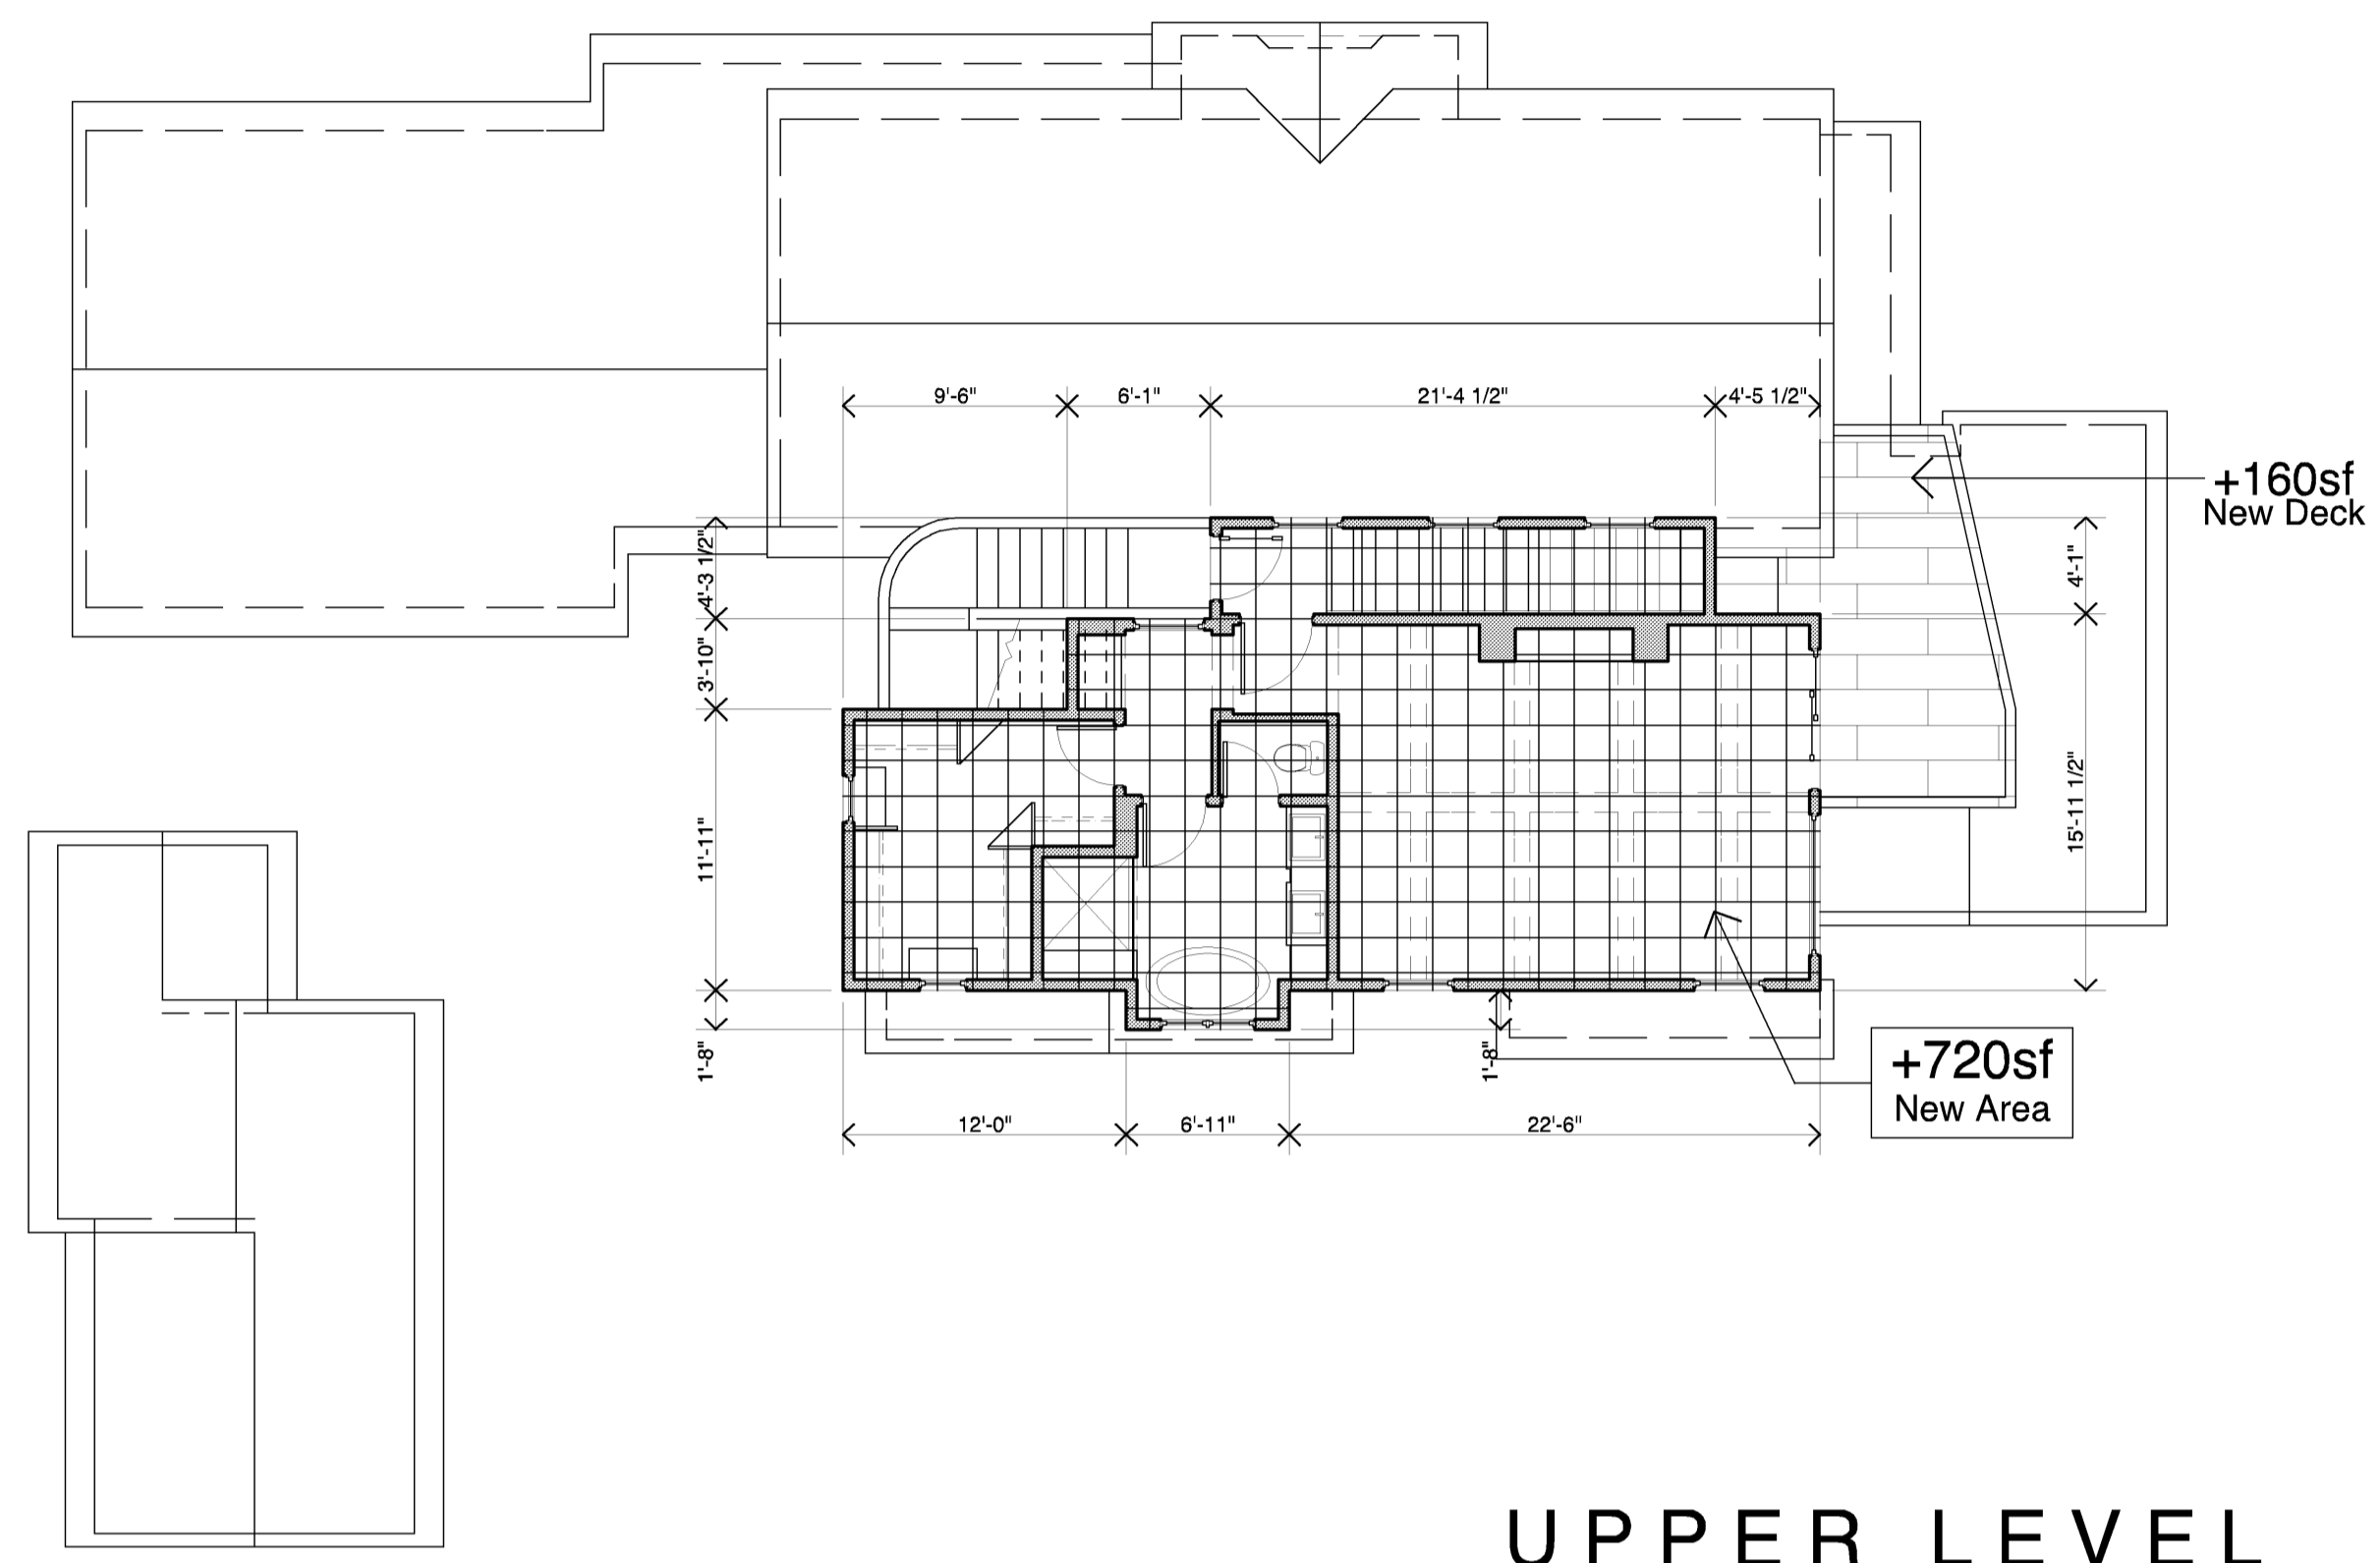 9'-6" 6'-1" 21'-4 1/2" 4'-5 1/2"
+160sf
New Deck
4'-3 1/2"
4'-1"
3'-10"
15'-11 1/2"
11'-11"
1'-8"
1'-8"
+720sf
New Area
12'-0" 6'-11" 22'-6"
UPPER LEVEL